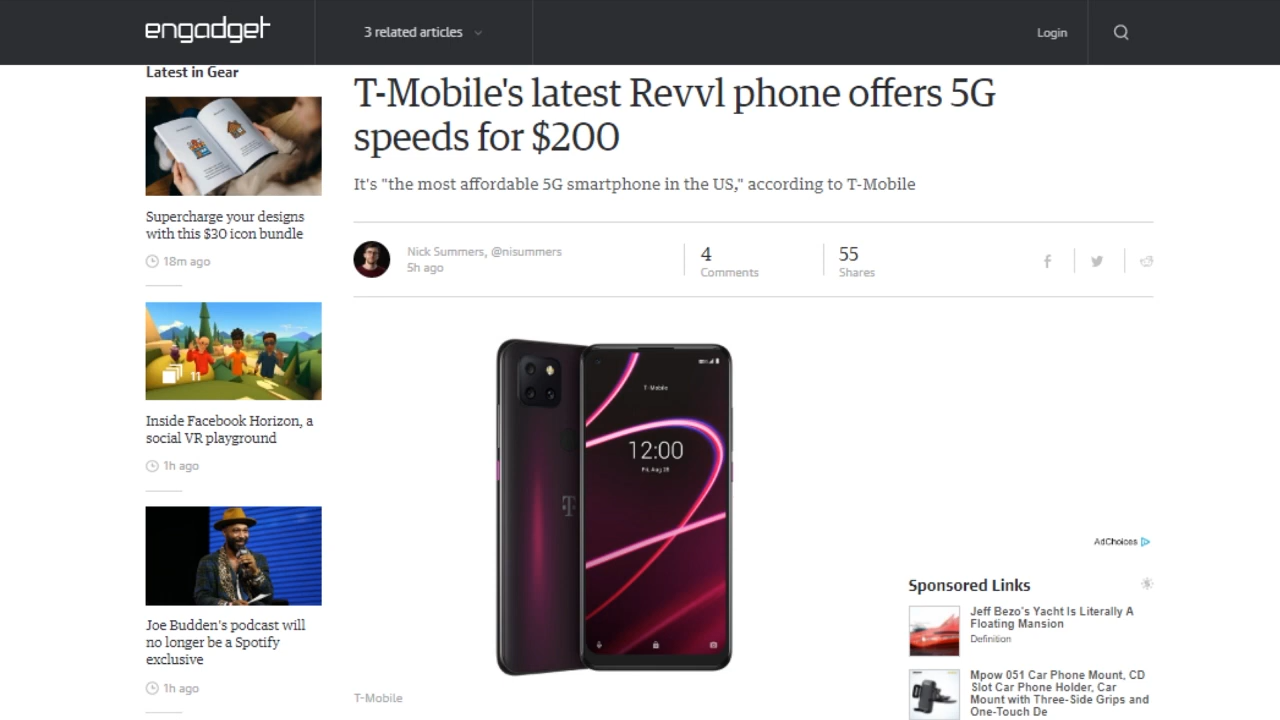 engadget
3 related articles
Login
Latest in Gear
Supercharge your designs
with this $30 icon bundle
18m ago
11
Inside Facebook Horizon, a
social VR playground
1h ago
Joe Budden's podcast will
no longer be a Spotify
exclusive
1h ago
T-Mobile's latest Revvl phone offers 5G
speeds for $200
It's "the most affordable 5G smartphone in the US," according to T-Mobile
Nick Summers, @nisummers
5h ago
4
Comments
55
Shares
T-Mobile
12:00
Fri, Aug 28
T
T-Mobile
AdChoices
Sponsored Links
Jeff Bezo's Yacht Is Literally A
Floating Mansion
Definition
Mpow 051 Car Phone Mount, CD
Slot Car Phone Holder, Car
Mount with Three-Side Grips and
One-Touch De